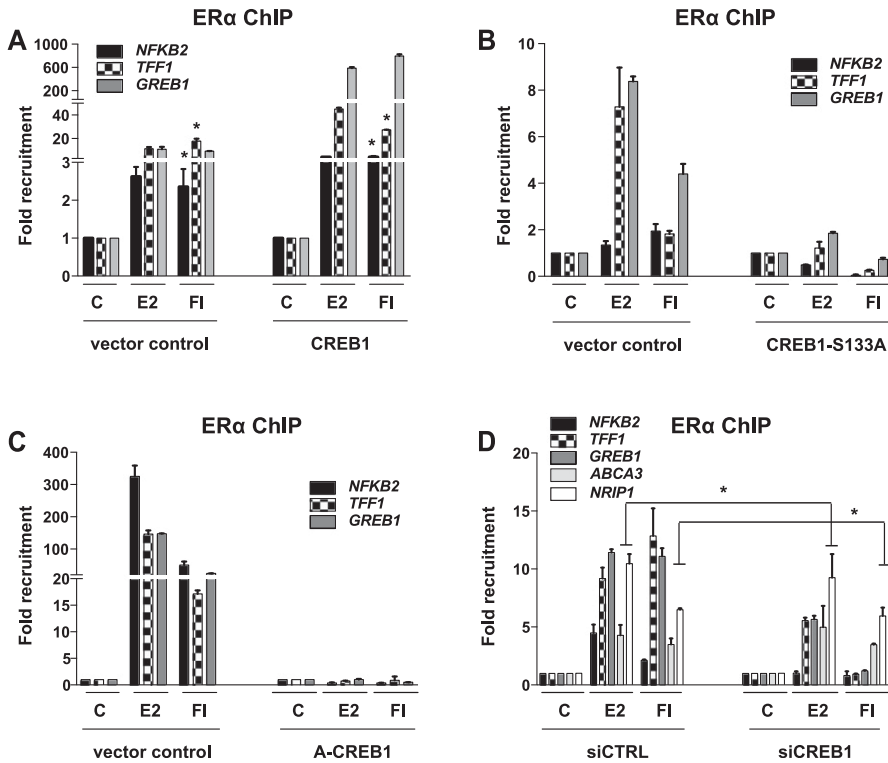 A
ERα ChIP
NFKB2
TFF1
GREB1
Fold recruitment
1000
800
600
400
200
40
20
3
2
1
0
*
*
*
*
C
E2
FI
C
E2
FI
vector control
CREB1
B
ERα ChIP
NFKB2
TFF1
GREB1
Fold recruitment
10
8
6
4
2
0
C
E2
FI
C
E2
FI
vector control
CREB1-S133A
C
ERα ChIP
NFKB2
TFF1
GREB1
Fold recruitment
400
300
200
100
20
15
10
5
0
C
E2
FI
C
E2
FI
vector control
A-CREB1
D
ERα ChIP
NFKB2
TFF1
GREB1
ABCA3
NRIP1
Fold recruitment
20
15
10
5
0
*
*
C
E2
FI
C
E2
FI
siCTRL
siCREB1